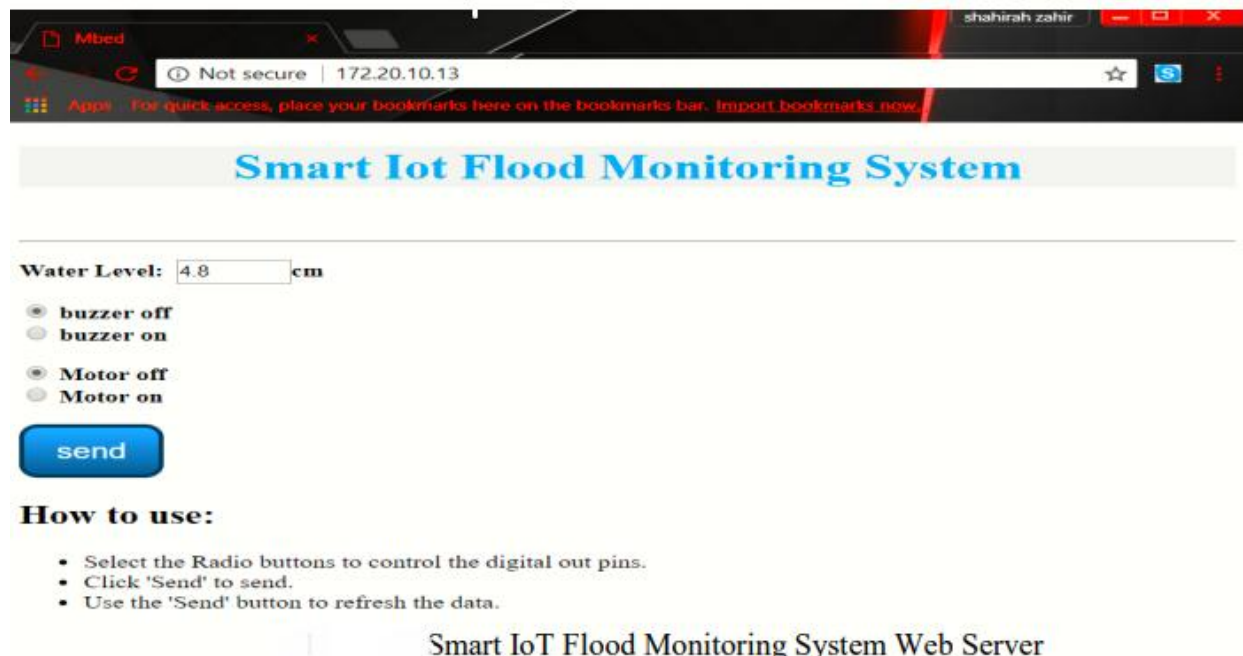 shahirah zahir
Mbed
Not secure | 172.20.10.13
Apps For quick access, place your bookmarks here on the bookmarks bar. Import bookmarks now...
Smart Iot Flood Monitoring System
Water Level: 4.8 cm
buzzer off
buzzer on
Motor off
Motor on
send
How to use:
• Select the Radio buttons to control the digital out pins.
• Click 'Send' to send.
• Use the 'Send' button to refresh the data.
Smart IoT Flood Monitoring System Web Server